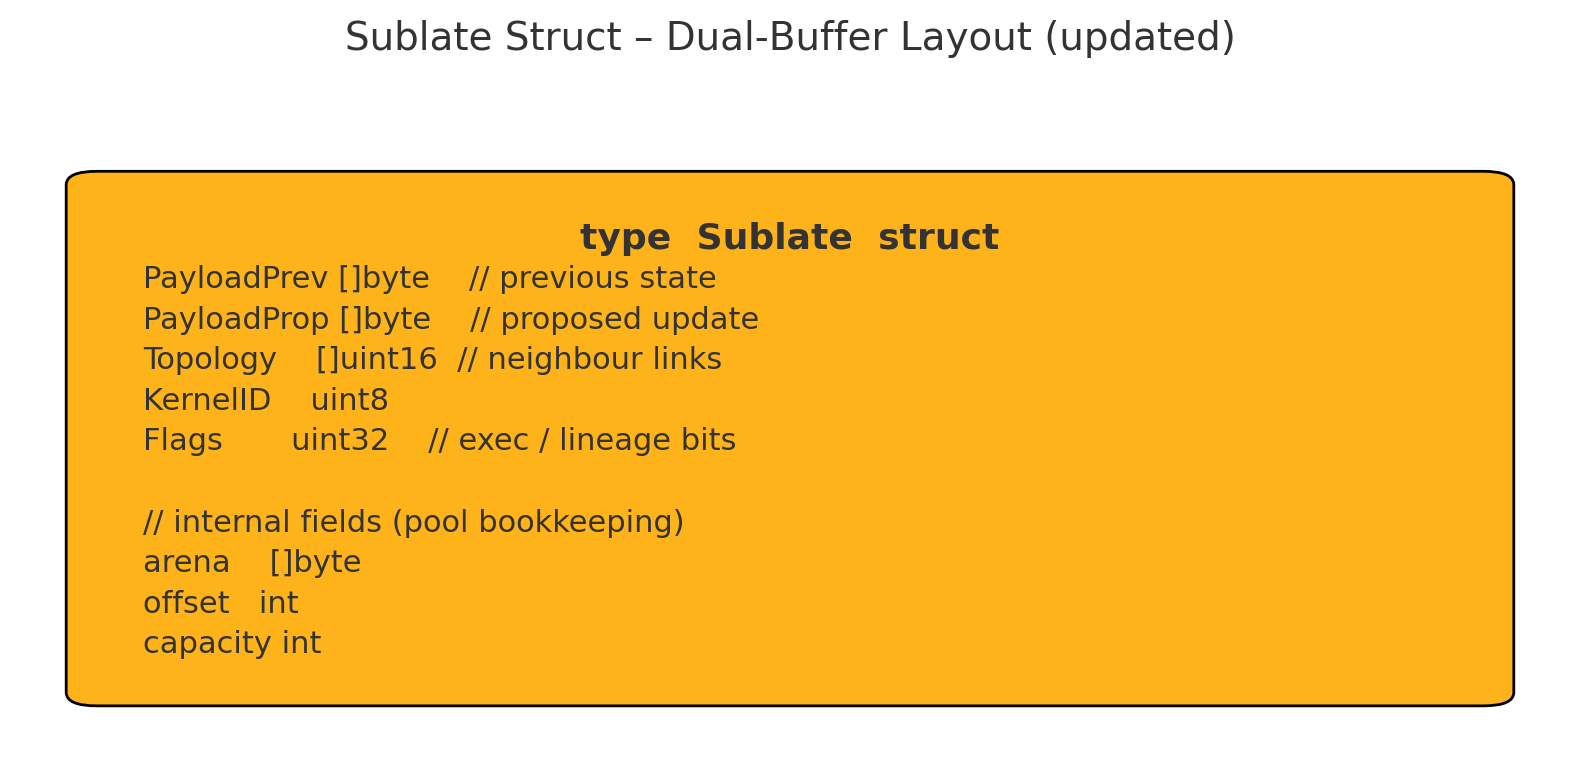 Sublate Struct – Dual-Buffer Layout (updated)
type  Sublate  struct
PayloadPrev []byte    // previous state
PayloadProp []byte    // proposed update
Topology    []uint16  // neighbour links
KernelID    uint8
Flags       uint32    // exec / lineage bits
// internal fields (pool bookkeeping)
arena    []byte
offset   int
capacity int